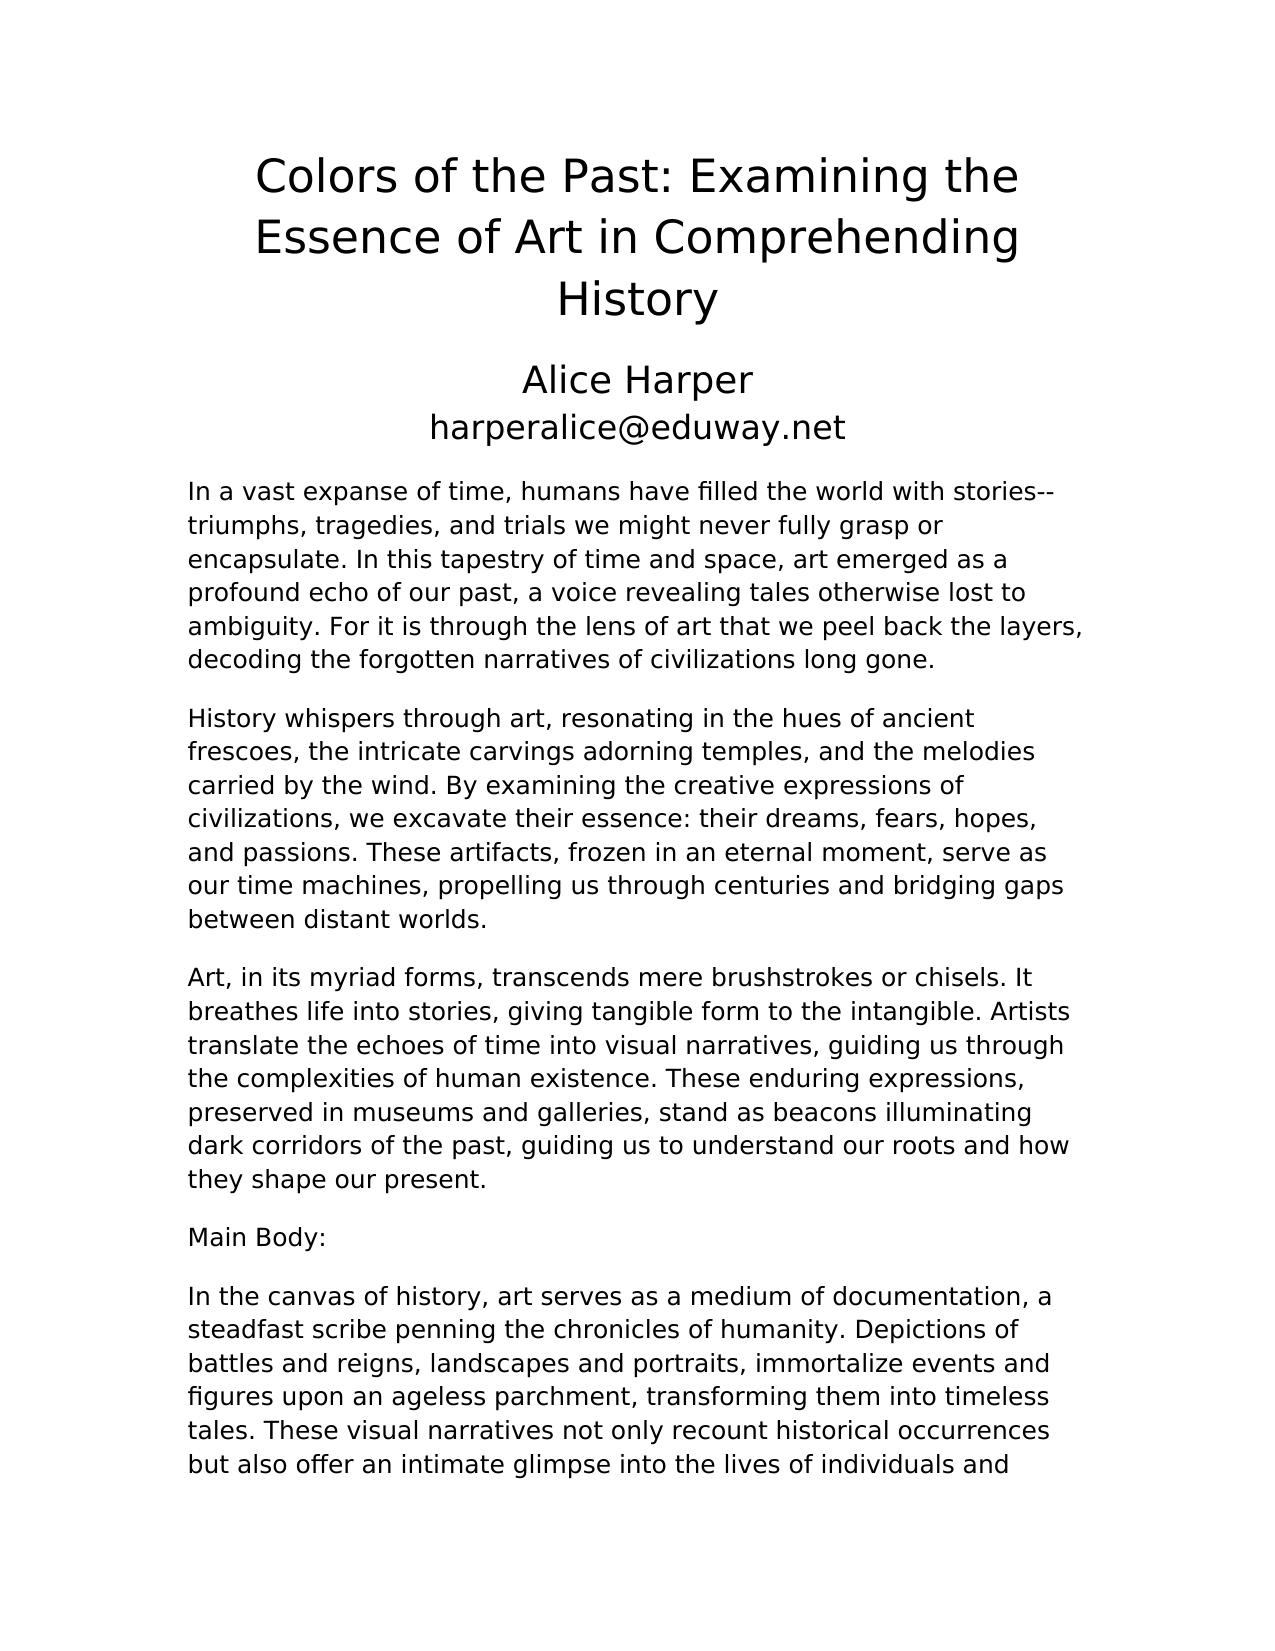 Colors of the Past: Examining the
Essence of Art in Comprehending
History
Alice Harper
harperalice@eduway.net
In a vast expanse of time, humans have filled the world with stories--
triumphs, tragedies, and trials we might never fully grasp or
encapsulate. In this tapestry of time and space, art emerged as a
profound echo of our past, a voice revealing tales otherwise lost to
ambiguity. For it is through the lens of art that we peel back the layers,
decoding the forgotten narratives of civilizations long gone.
History whispers through art, resonating in the hues of ancient
frescoes, the intricate carvings adorning temples, and the melodies
carried by the wind. By examining the creative expressions of
civilizations, we excavate their essence: their dreams, fears, hopes,
and passions. These artifacts, frozen in an eternal moment, serve as
our time machines, propelling us through centuries and bridging gaps
between distant worlds.
Art, in its myriad forms, transcends mere brushstrokes or chisels. It
breathes life into stories, giving tangible form to the intangible. Artists
translate the echoes of time into visual narratives, guiding us through
the complexities of human existence. These enduring expressions,
preserved in museums and galleries, stand as beacons illuminating
dark corridors of the past, guiding us to understand our roots and how
they shape our present.
Main Body:
In the canvas of history, art serves as a medium of documentation, a
steadfast scribe penning the chronicles of humanity. Depictions of
battles and reigns, landscapes and portraits, immortalize events and
figures upon an ageless parchment, transforming them into timeless
tales. These visual narratives not only recount historical occurrences
but also offer an intimate glimpse into the lives of individuals and